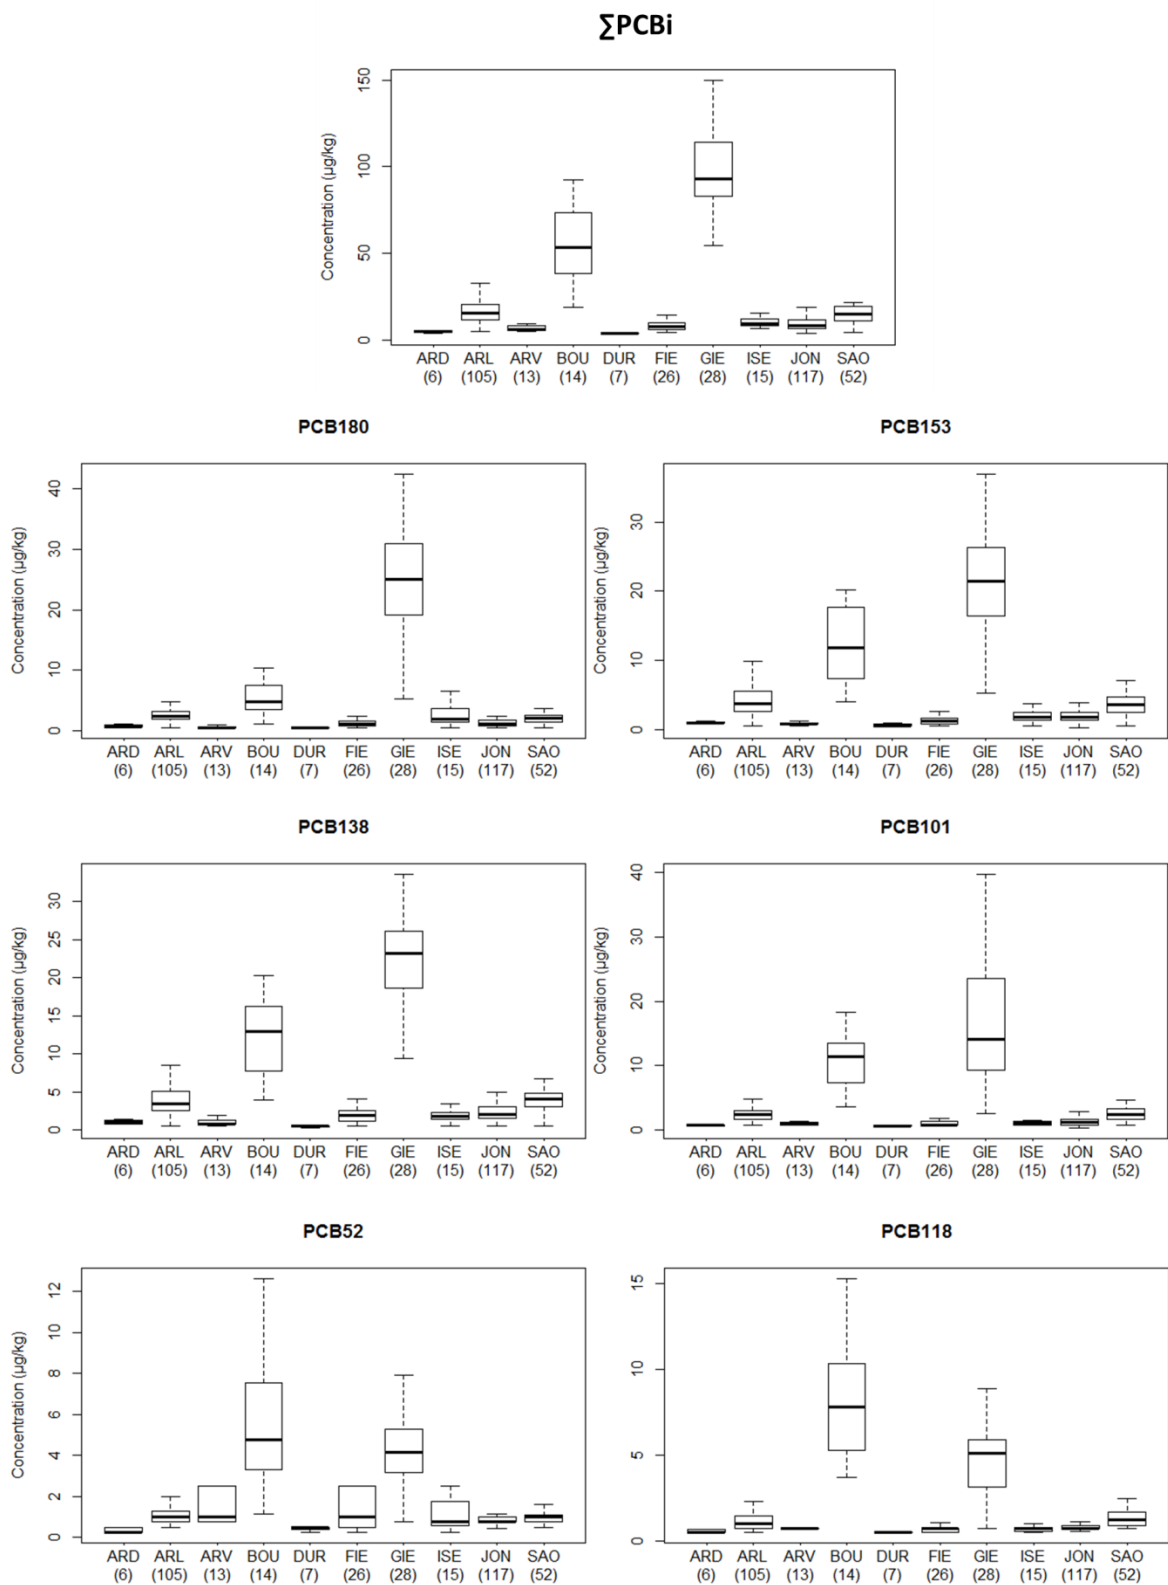 ∑PCBi
Concentration (µg/kg)
150
100
50
0
ARD ARL ARV BOU DUR FIE GIE ISE JON SAO
(6) (105) (13) (14) (7) (26) (28) (15) (117) (52)
PCB180
Concentration (µg/kg)
40
30
20
10
0
ARD ARL ARV BOU DUR FIE GIE ISE JON SAO
(6) (105) (13) (14) (7) (26) (28) (15) (117) (52)
PCB153
Concentration (µg/kg)
30
20
10
0
ARD ARL ARV BOU DUR FIE GIE ISE JON SAO
(6) (105) (13) (14) (7) (26) (28) (15) (117) (52)
PCB138
Concentration (µg/kg)
30
25
20
15
10
5
0
ARD ARL ARV BOU DUR FIE GIE ISE JON SAO
(6) (105) (13) (14) (7) (26) (28) (15) (117) (52)
PCB101
Concentration (µg/kg)
40
30
20
10
0
ARD ARL ARV BOU DUR FIE GIE ISE JON SAO
(6) (105) (13) (14) (7) (26) (28) (15) (117) (52)
PCB52
Concentration (µg/kg)
12
10
8
6
4
2
0
ARD ARL ARV BOU DUR FIE GIE ISE JON SAO
(6) (105) (13) (14) (7) (26) (28) (15) (117) (52)
PCB118
Concentration (µg/kg)
15
10
5
0
ARD ARL ARV BOU DUR FIE GIE ISE JON SAO
(6) (105) (13) (14) (7) (26) (28) (15) (117) (52)